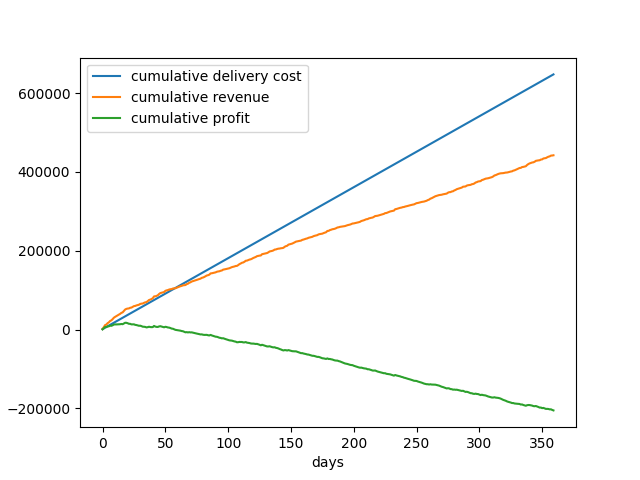 cumulative delivery cost
cumulative revenue
cumulative profit
600000
400000
200000
0
−200000
0 50 100 150 200 250 300 350
days